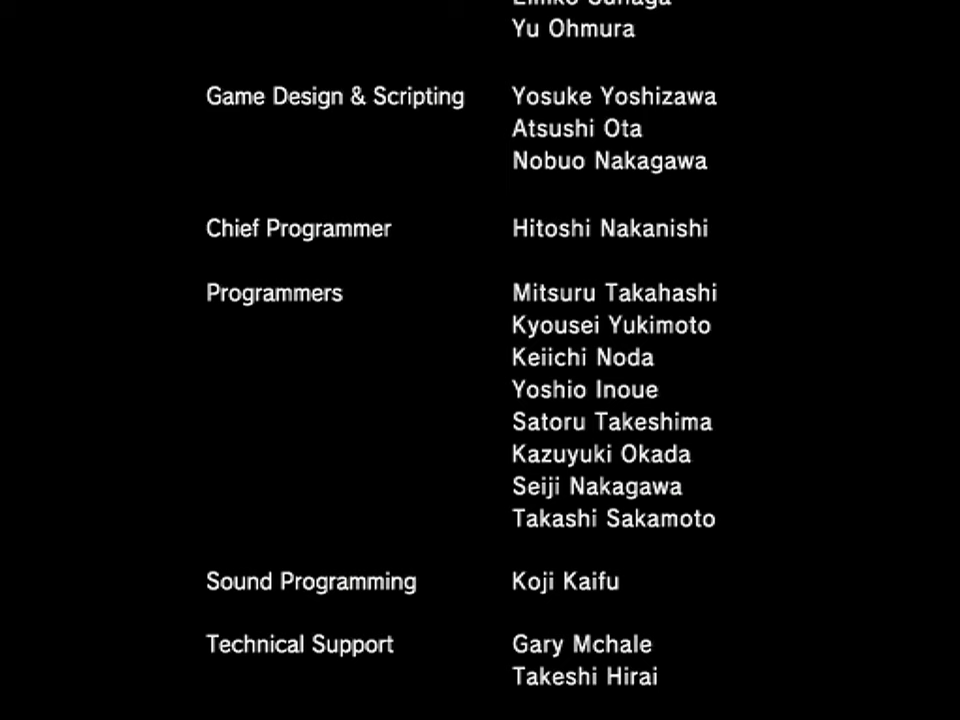 Yu Ohmura
Game Design & Scripting Yosuke Yoshizawa
Atsushi Ota
Nobuo Nakagawa
Chief Programmer Hitoshi Nakanishi
Programmers Mitsuru Takahashi
Kyousei Yukimoto
Keiichi Noda
Yoshio Inoue
Satoru Takeshima
Kazuyuki Okada
Seiji Nakagawa
Takashi Sakamoto
Sound Programming Koji Kaifu
Technical Support Gary Mchale
Takeshi Hirai